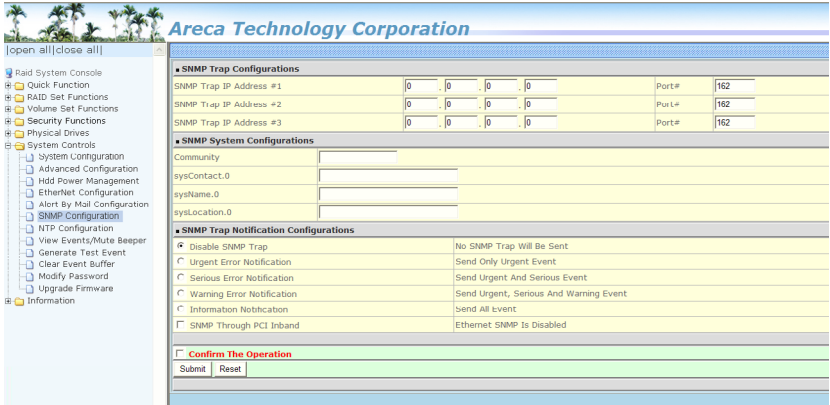 Areca Technology Corporation
|open all|close all|
Raid System Console
Quick Function
RAID Set Functions
Volume Set Functions
Security Functions
Physical Drives
System Controls
System Configuration
Advanced Configuration
Hdd Power Management
EtherNet Configuration
Alert By Mail Configuration
SNMP Configuration
NTP Configuration
View Events/Mute Beeper
Generate Test Event
Clear Event Buffer
Modify Password
Upgrade Firmware
Information
SNMP Trap Configurations
SNMP Trap IP Address #1 0 . 0 . 0 . 0 Port# 162
SNMP Trap IP Address #2 0 . 0 . 0 . 0 Port# 162
SNMP Trap IP Address #3 0 . 0 . 0 . 0 Port# 162
SNMP System Configurations
Community
sysContact.0
sysName.0
sysLocation.0
SNMP Trap Notification Configurations
Disable SNMP Trap No SNMP Trap Will Be Sent
Urgent Error Notification Send Only Urgent Event
Serious Error Notification Send Urgent And Serious Event
Warning Error Notification Send Urgent, Serious And Warning Event
Information Notification Send All Event
SNMP Through PCI Inband Ethernet SNMP Is Disabled
Confirm The Operation
Submit Reset